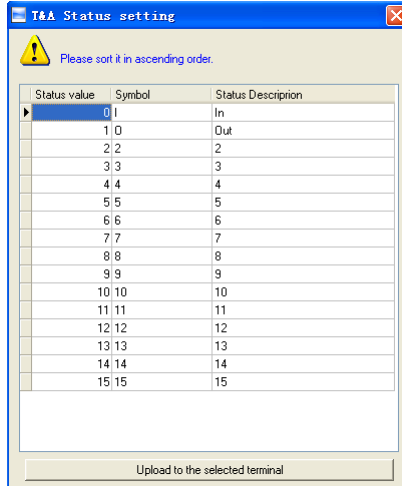 T&A Status setting
Please sort it in ascending order.
Status value Symbol Status Descriprion
0 I In
1 O Out
2 2 2
3 3 3
4 4 4
5 5 5
6 6 6
7 7 7
8 8 8
9 9 9
10 10 10
11 11 11
12 12 12
13 13 13
14 14 14
15 15 15
Upload to the selected terminal